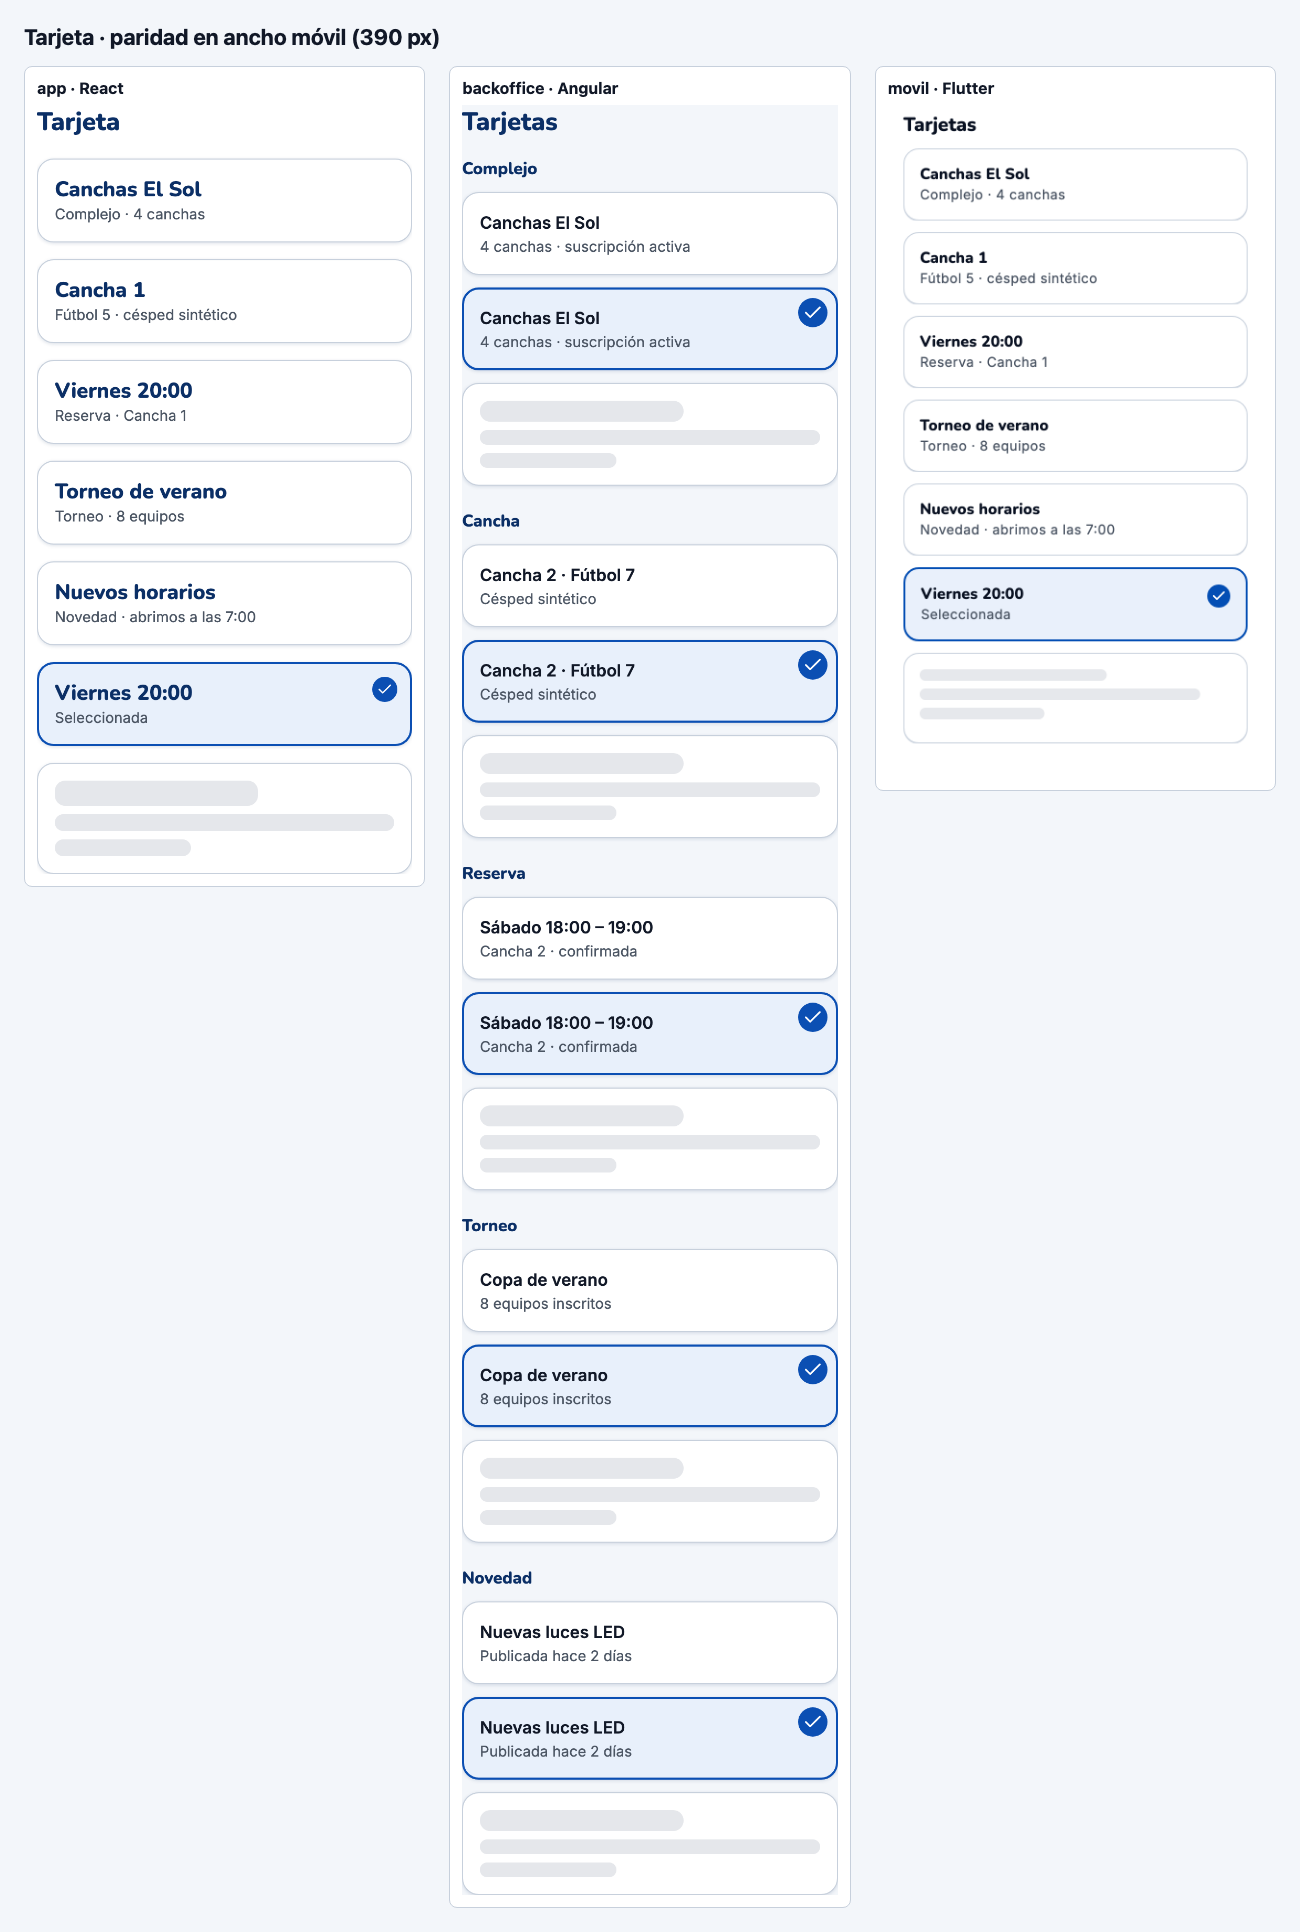 Tarjeta · paridad en ancho móvil (390 px)
app · React
Tarjeta
Canchas El Sol
Complejo · 4 canchas
Cancha 1
Fútbol 5 · césped sintético
Viernes 20:00
Reserva · Cancha 1
Torneo de verano
Torneo · 8 equipos
Nuevos horarios
Novedad · abrimos a las 7:00
Viernes 20:00
Seleccionada
backoffice · Angular
Tarjetas
Complejo
Canchas El Sol
4 canchas · suscripción activa
Canchas El Sol
4 canchas · suscripción activa
Cancha
Cancha 2 · Fútbol 7
Césped sintético
Cancha 2 · Fútbol 7
Césped sintético
Reserva
Sábado 18:00 – 19:00
Cancha 2 · confirmada
Sábado 18:00 – 19:00
Cancha 2 · confirmada
Torneo
Copa de verano
8 equipos inscritos
Copa de verano
8 equipos inscritos
Novedad
Nuevas luces LED
Publicada hace 2 días
Nuevas luces LED
Publicada hace 2 días
movil · Flutter
Tarjetas
Canchas El Sol
Complejo · 4 canchas
Cancha 1
Fútbol 5 · césped sintético
Viernes 20:00
Reserva · Cancha 1
Torneo de verano
Torneo · 8 equipos
Nuevos horarios
Novedad · abrimos a las 7:00
Viernes 20:00
Seleccionada